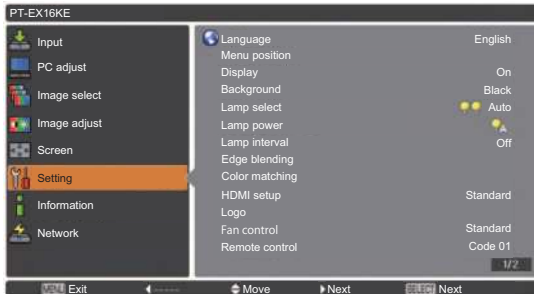 PT-EX16KE
Input
PC adjust
Image select
Image adjust
Screen
Setting
Information
Network
Language English
Menu position
Display On
Background Black
Lamp select Auto
Lamp power A
Lamp interval Off
Edge blending
Color matching
HDMI setup Standard
Logo
Fan control Standard
Remote control Code 01
1/2
MENU Exit ----- Move Next SELECT Next